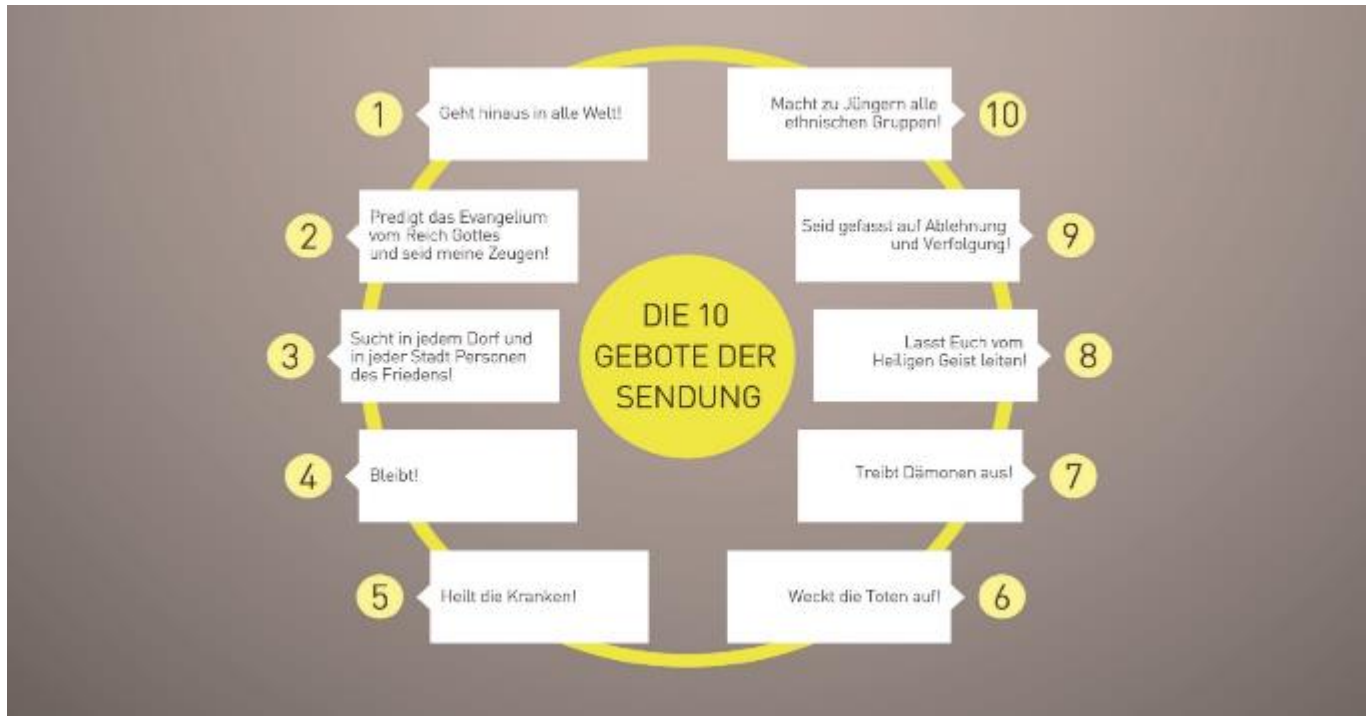 DIE 10
GEBOTE DER
SENDUNG
1
Geht hinaus in alle Welt!
2
Predigt das Evangelium
vom Reich Gottes
und seid meine Zeugen!
3
Sucht in jedem Dorf und
in jeder Stadt Personen
des Friedens!
4
Bleibt!
5
Heilt die Kranken!
6
Weckt die Toten auf!
7
Treibt Dämonen aus!
8
Lasst Euch vom
Heiligen Geist leiten!
9
Seid gefasst auf Ablehnung
und Verfolgung!
10
Macht zu Jüngern alle
ethnischen Gruppen!